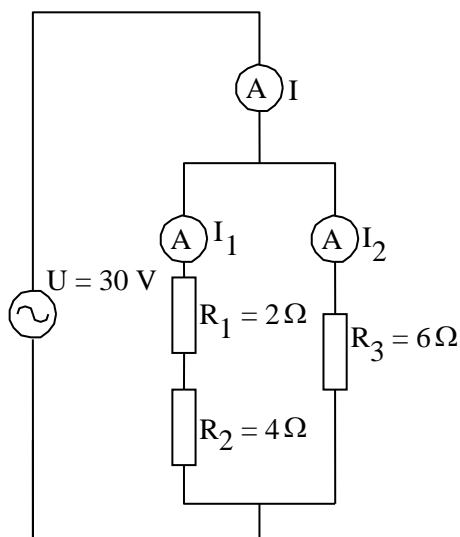 A I
A I₁
A I₂
U = 30 V
R₁ = 2 Ω
R₃ = 6 Ω
R₂ = 4 Ω